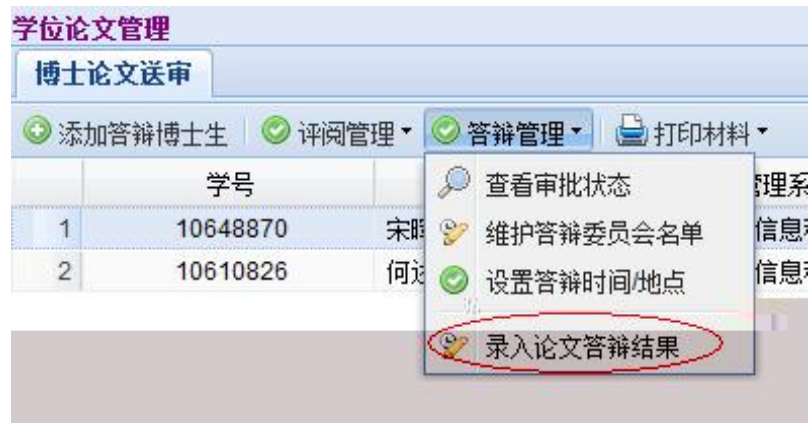 学位论文管理
博士论文送审
添加答辩博士生 评阅管理 答辩管理 打印材料
学号
查看审批状态
理系
1 10648870 宋
维护答辩委员会名单
信息
2 10610826 何
设置答辩时间/地点
信息
录入论文答辩结果